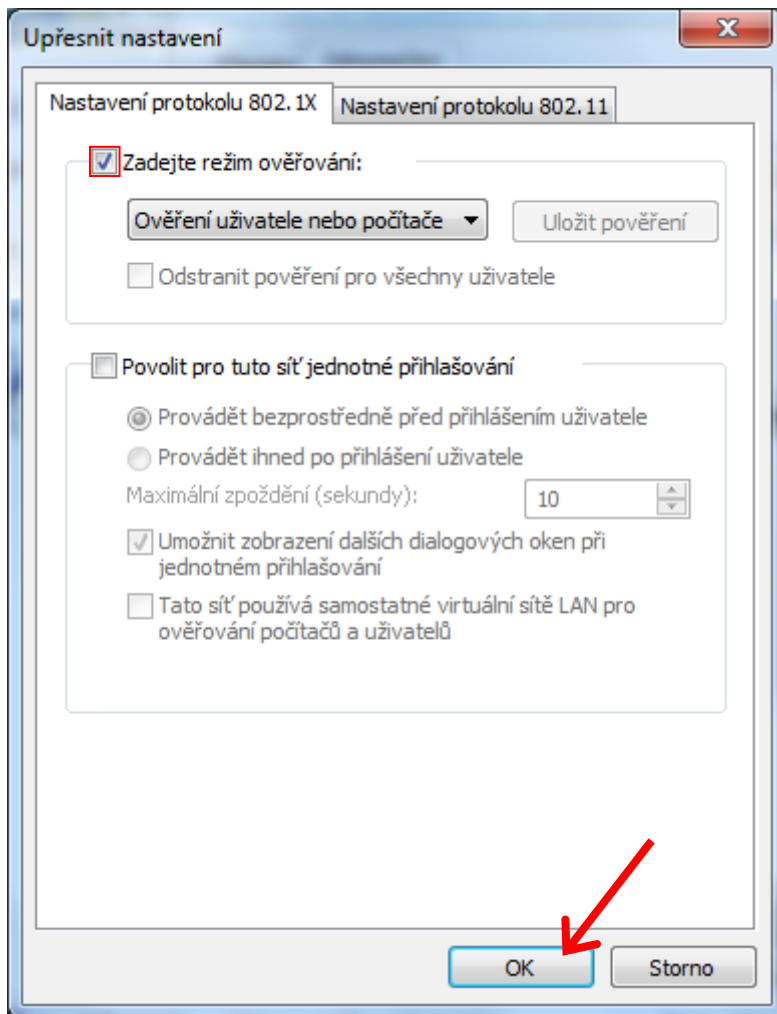 Upřesnit nastavení
Nastavení protokolu 802.1X
Nastavení protokolu 802.11
Zadejte režim ověřování:
Ověření uživatele nebo počítače
Uložit pověření
Odstranit pověření pro všechny uživatele
Povolit pro tuto síť jednotné přihlašování
Provádět bezprostředně před přihlášením uživatele
Provádět ihned po přihlášení uživatele
Maximální zpoždění (sekundy):
10
Umožnit zobrazení dalších dialogových oken při
jednotném přihlašování
Tato síť používá samostatné virtuální sítě LAN pro
ověřování počítačů a uživatelů
OK
Storno